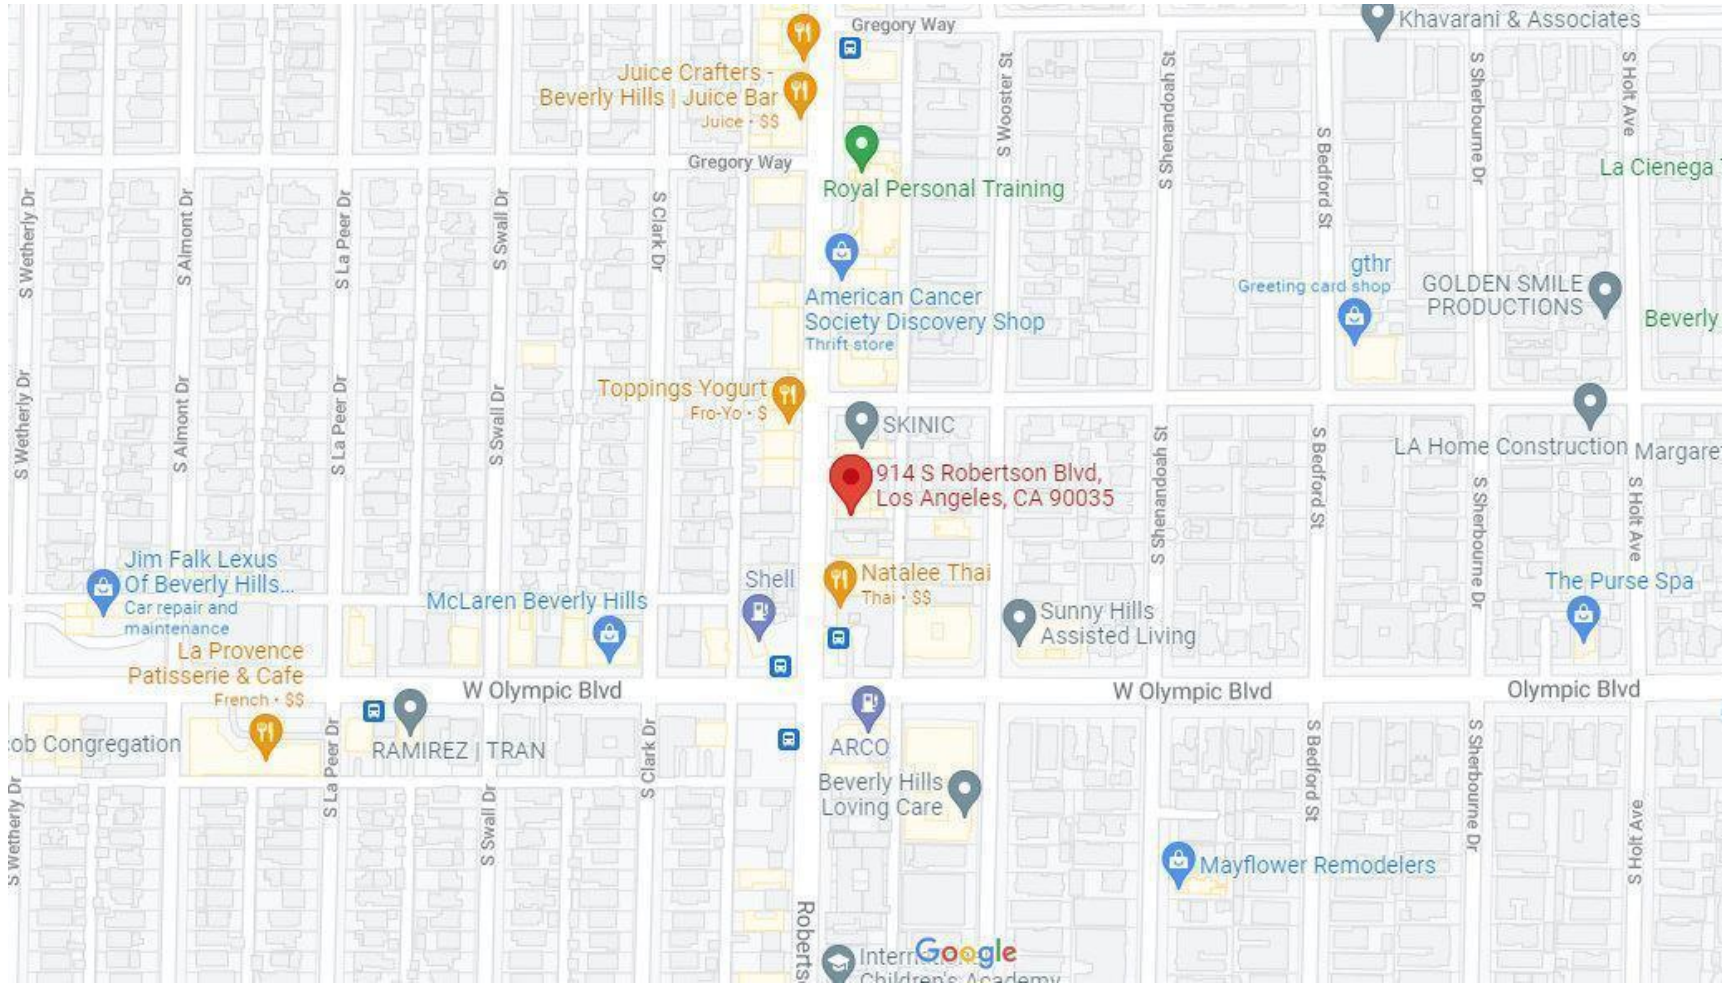 Gregory Way
Khavarani & Associates
Juice Crafters -
Beverly Hills | Juice Bar
Juice · $$
S Wooster St
S Shenandoah St
S Sherbourne Dr
S Holt Ave
S Bedford St
Gregory Way
La Cienega
Royal Personal Training
S Wetherly Dr
S Almont Dr
S La Peer Dr
S Swall Dr
S Clark Dr
gthr
Greeting card shop
GOLDEN SMILE
PRODUCTIONS
American Cancer
Society Discovery Shop
Thrift store
Beverly
S Wetherly Dr
S Almont Dr
S La Peer Dr
S Swall Dr
Toppings Yogurt
Fro-Yo · $
SKINIC
LA Home Construction
Margaret
914 S Robertson Blvd,
Los Angeles, CA 90035
S Shenandoah St
S Bedford St
S Sherbourne Dr
S Holt Ave
Jim Falk Lexus
Of Beverly Hills...
Car repair and
maintenance
McLaren Beverly Hills
Shell
Natalee Thai
Thai · $$
Sunny Hills
Assisted Living
The Purse Spa
La Provence
Patisserie & Cafe
French · $$
W Olympic Blvd
W Olympic Blvd
Olympic Blvd
cob Congregation
RAMIREZ | TRAN
ARCO
S Wetherly Dr
S La Peer Dr
S Swall Dr
S Clark Dr
S Bedford St
S Sherbourne Dr
S Holt Ave
Beverly Hills
Loving Care
Mayflower Remodelers
Roberts
Intern
Google
Children's Academy